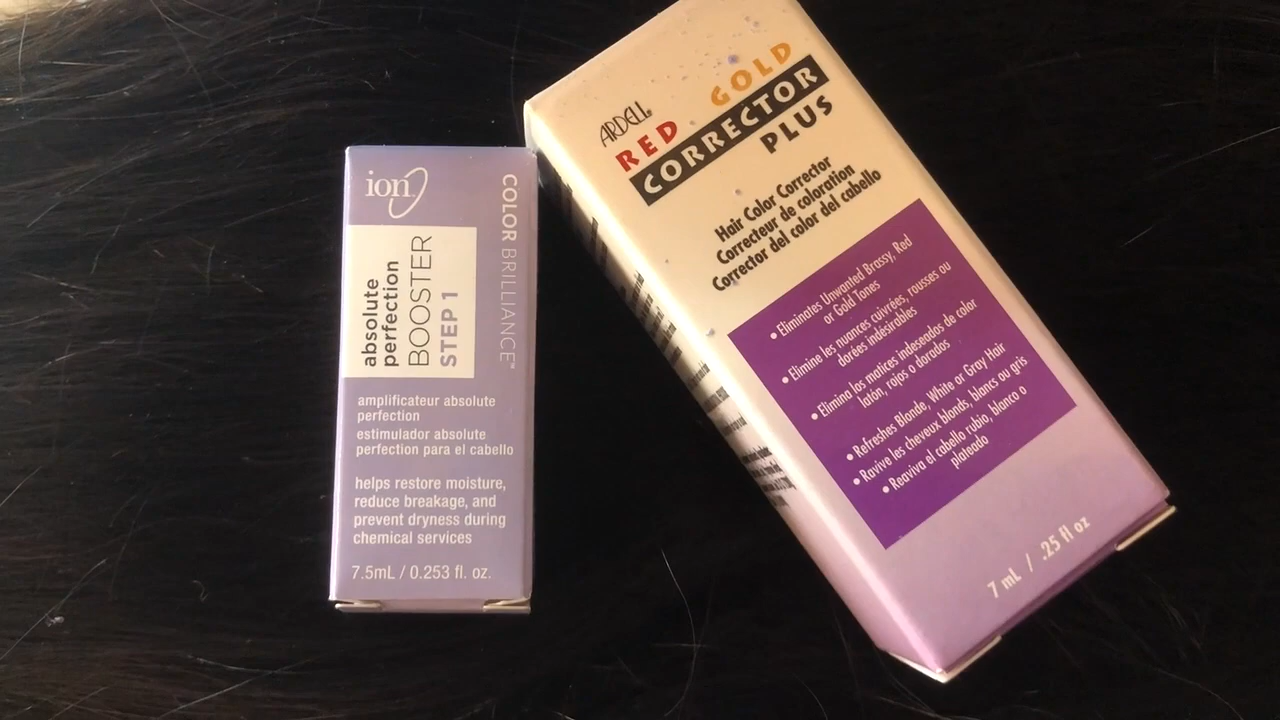 ion
COLOR BRILLIANCE™
absolute
perfection
BOOSTER
STEP 1
amplificateur absolute
perfection
estimulador absolute
perfection para el cabello
helps restore moisture,
reduce breakage, and
prevent dryness during
chemical services
7.5mL / 0.253 fl. oz.
ARDELL
RED GOLD
CORRECTOR
PLUS
Hair Color Corrector
Correcteur de coloration
Corrector del color del cabello
• Eliminates Unwanted Brassy, Red
or Gold Tones
• Elimine les nuances cuivrées, rousses ou
dorées indésirables
• Elimina los matices indeseados de color
latón, rojos o dorados
• Refreshes Blonde, White or Gray Hair
• Ravive les cheveux blonds, blancs ou gris
• Reaviva el cabello rubio, blanco o
plateado
7 mL / .25 fl oz